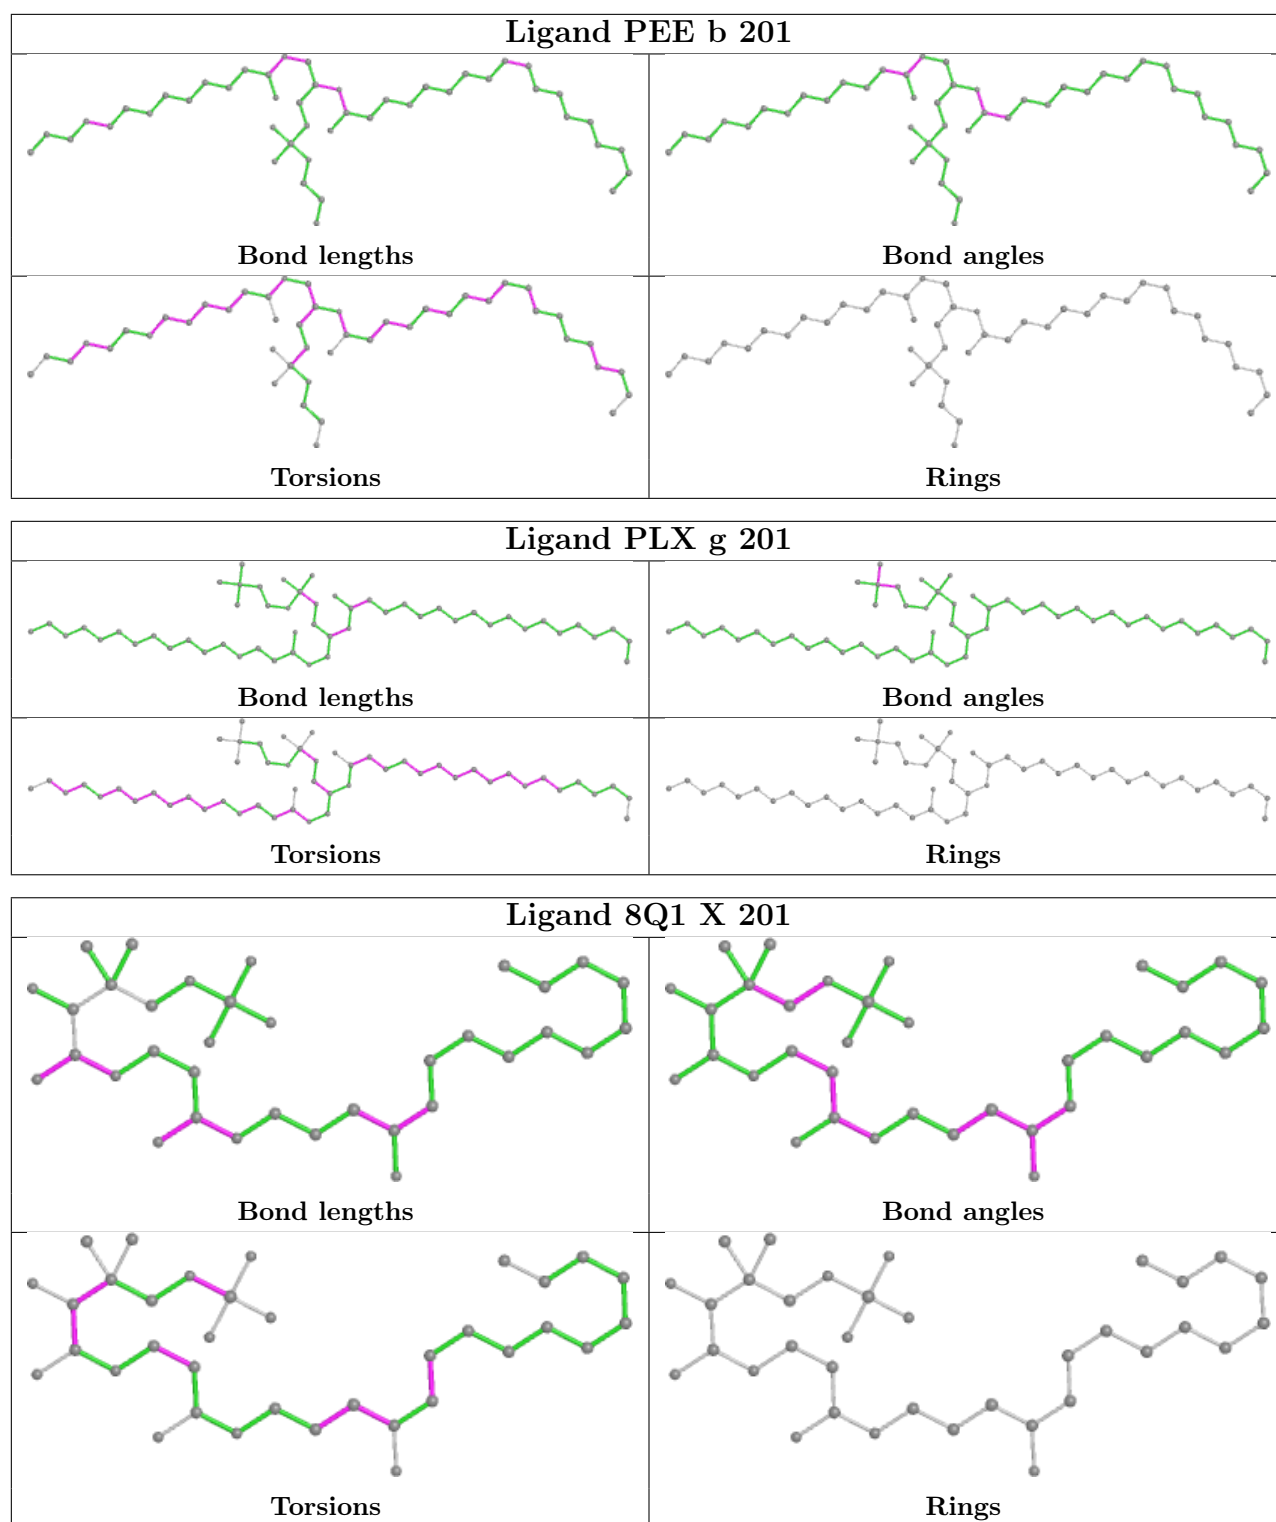 Ligand PEE b 201
Bond lengths
Bond angles
Torsions
Rings
Ligand PLX g 201
Bond lengths
Bond angles
Torsions
Rings
Ligand 8Q1 X 201
Bond lengths
Bond angles
Torsions
Rings